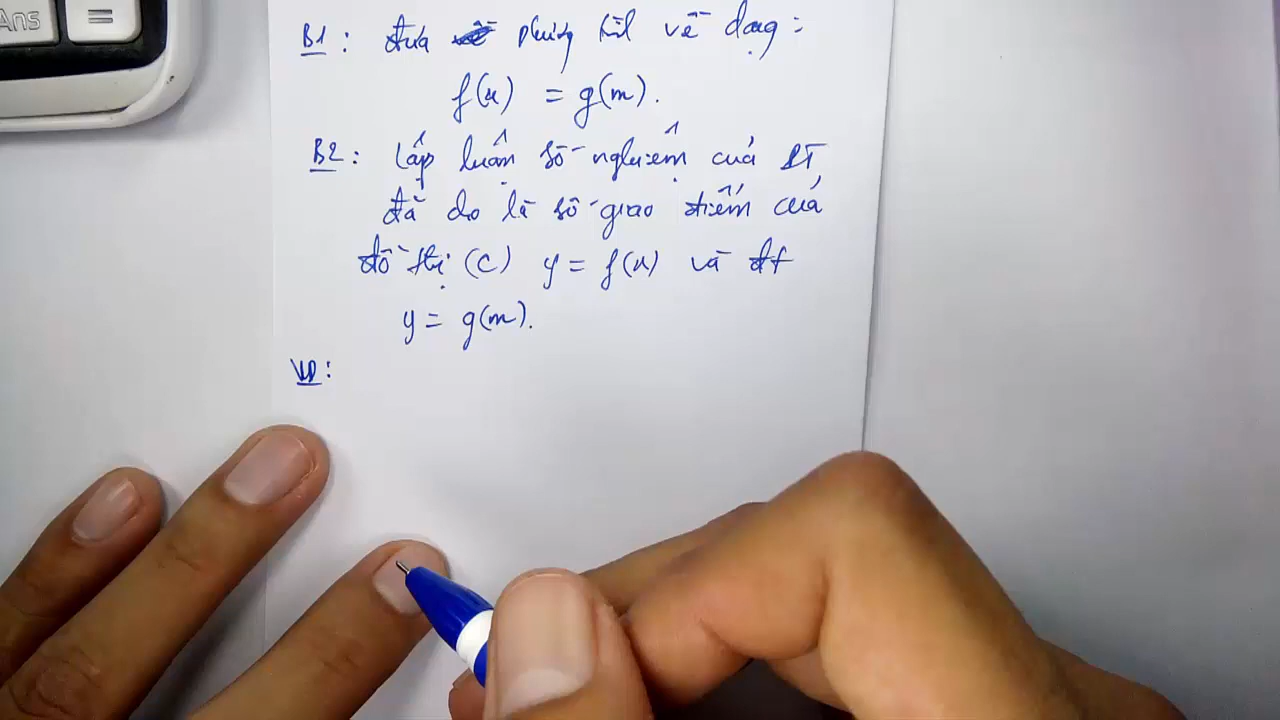 Ans =
B1: đưa phương trình về dạng:
f(x) = g(m).
B2: Lập luận số nghiệm của PT
đã cho là số giao điểm của
đồ thị (C) y = f(x) và đt
y = g(m).
VD: